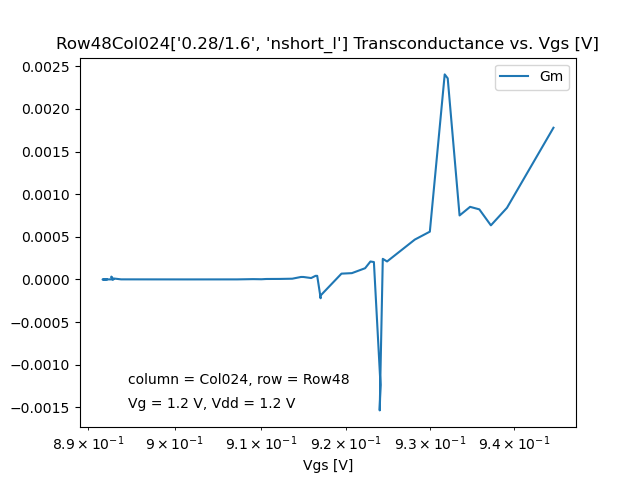 Row48Col024['0.28/1.6', 'nshort_l'] Transconductance vs. Vgs [V]
Gm
0.0025
0.0020
0.0015
0.0010
0.0005
0.0000
−0.0005
−0.0010
−0.0015
column = Col024, row = Row48
Vg = 1.2 V, Vdd = 1.2 V
8.9 × 10⁻¹ 9 × 10⁻¹ 9.1 × 10⁻¹ 9.2 × 10⁻¹ 9.3 × 10⁻¹ 9.4 × 10⁻¹
Vgs [V]